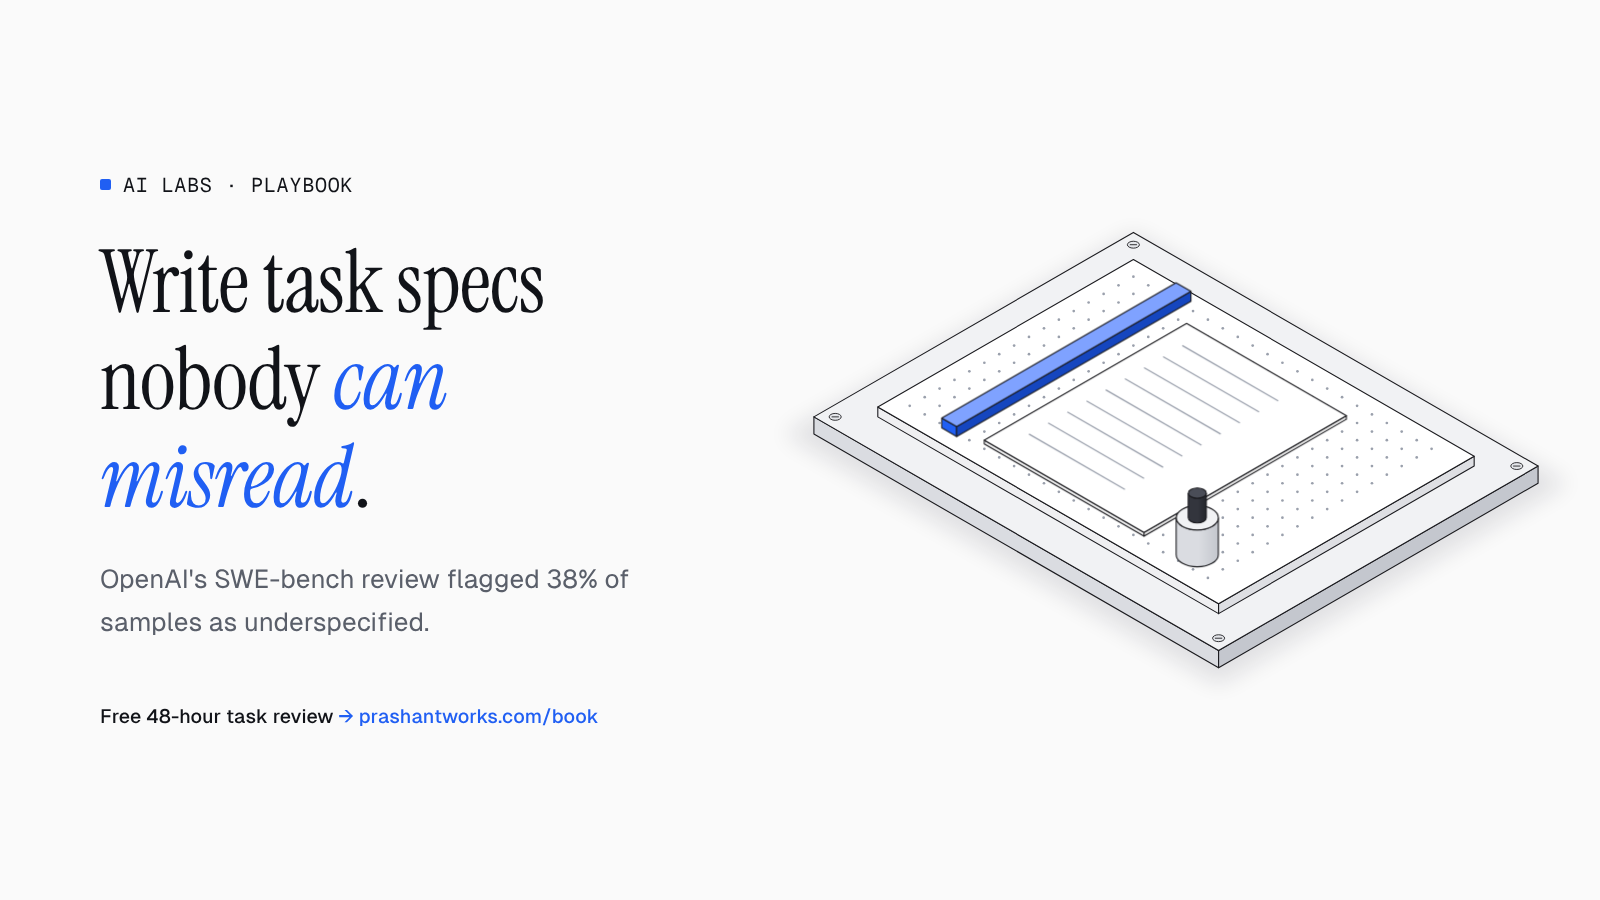 AI LABS · PLAYBOOK
Write task specs
nobody can
misread.
OpenAI's SWE-bench review flagged 38% of
samples as underspecified.
Free 48-hour task review → prashantworks.com/book